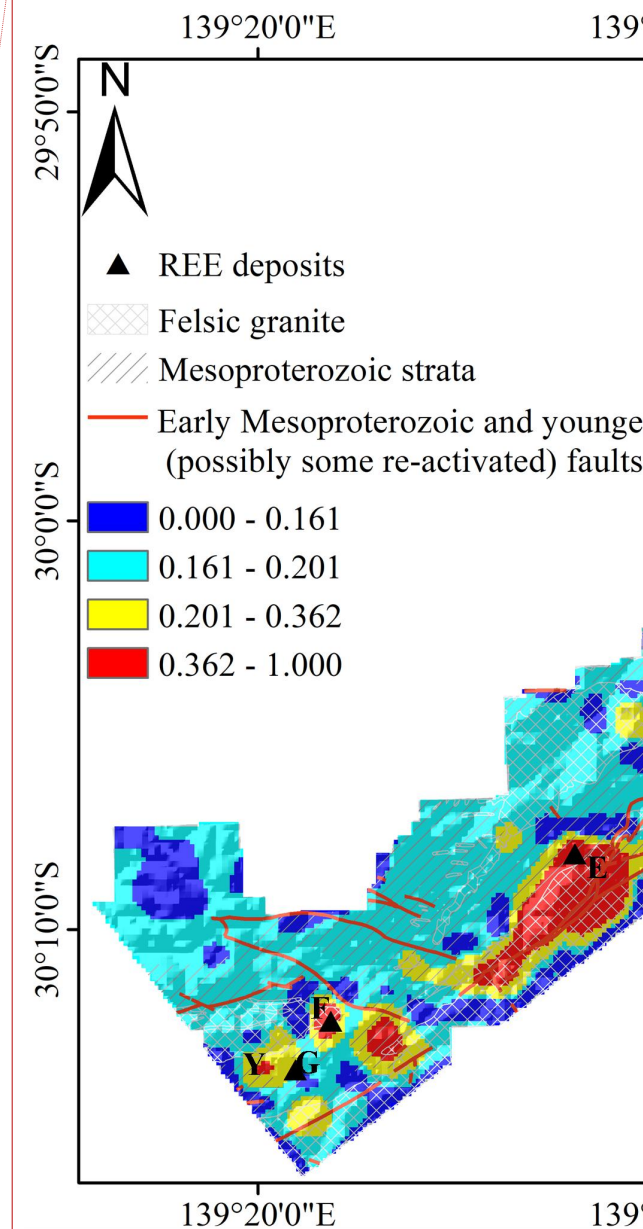 139°20'0"E
139°
29°50'0"S
N
REE deposits
Felsic granite
Mesoproterozoic strata
Early Mesoproterozoic and younge
(possibly some re-activated) faults
30°0'0"S
0.000 - 0.161
0.161 - 0.201
0.201 - 0.362
0.362 - 1.000
E
30°10'0"S
F
Y
G
139°20'0"E
139°